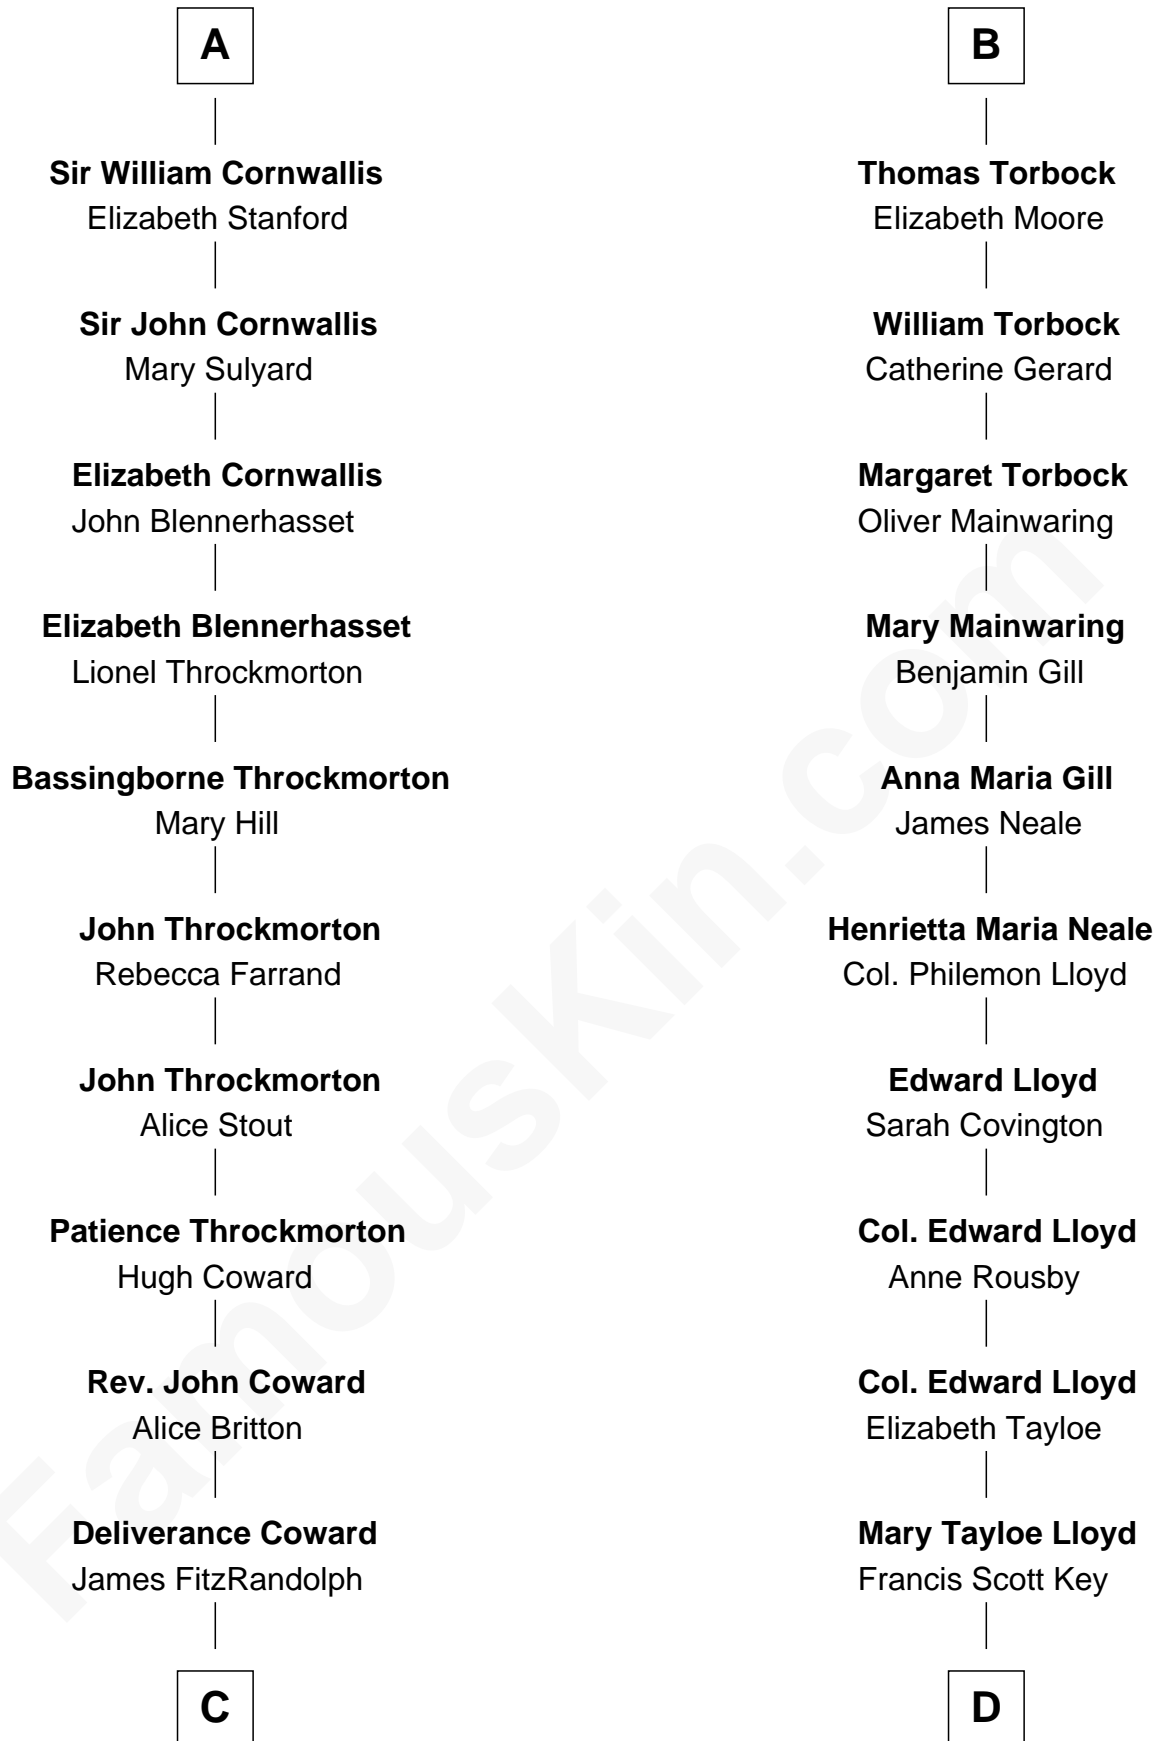 A
Sir William Cornwallis
Elizabeth Stanford
Sir John Cornwallis
Mary Sulyard
Elizabeth Cornwallis
John Blennerhasset
Elizabeth Blennerhasset
Lionel Throckmorton
Bassingborne Throckmorton
Mary Hill
John Throckmorton
Rebecca Farrand
John Throckmorton
Alice Stout
Patience Throckmorton
Hugh Coward
Rev. John Coward
Alice Britton
Deliverance Coward
James FitzRandolph
C
B
Thomas Torbock
Elizabeth Moore
William Torbock
Catherine Gerard
Margaret Torbock
Oliver Mainwaring
Mary Mainwaring
Benjamin Gill
Anna Maria Gill
James Neale
Henrietta Maria Neale
Col. Philemon Lloyd
Edward Lloyd
Sarah Covington
Col. Edward Lloyd
Anne Rousby
Col. Edward Lloyd
Elizabeth Tayloe
Mary Tayloe Lloyd
Francis Scott Key
D
FamousKin.com